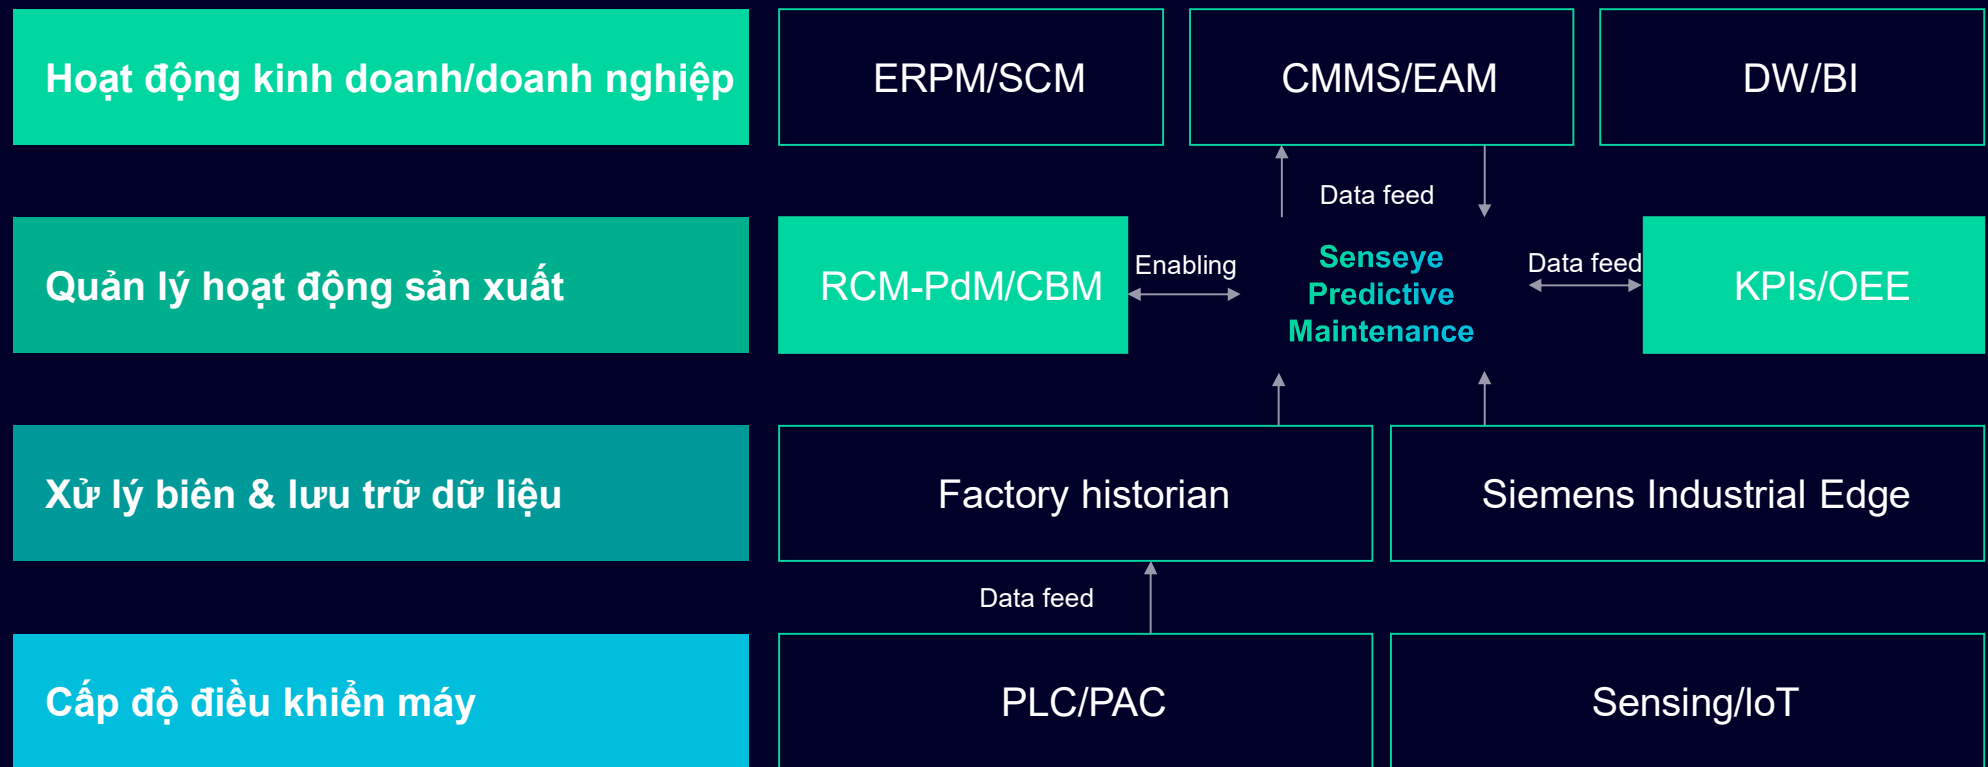 Hoạt động kinh doanh/doanh nghiệp
ERPM/SCM
CMMS/EAM
DW/BI
Data feed
Quản lý hoạt động sản xuất
RCM-PdM/CBM
Enabling
Senseye
Predictive
Maintenance
Data feed
KPIs/OEE
Xử lý biên & lưu trữ dữ liệu
Factory historian
Siemens Industrial Edge
Data feed
Cấp độ điều khiển máy
PLC/PAC
Sensing/IoT